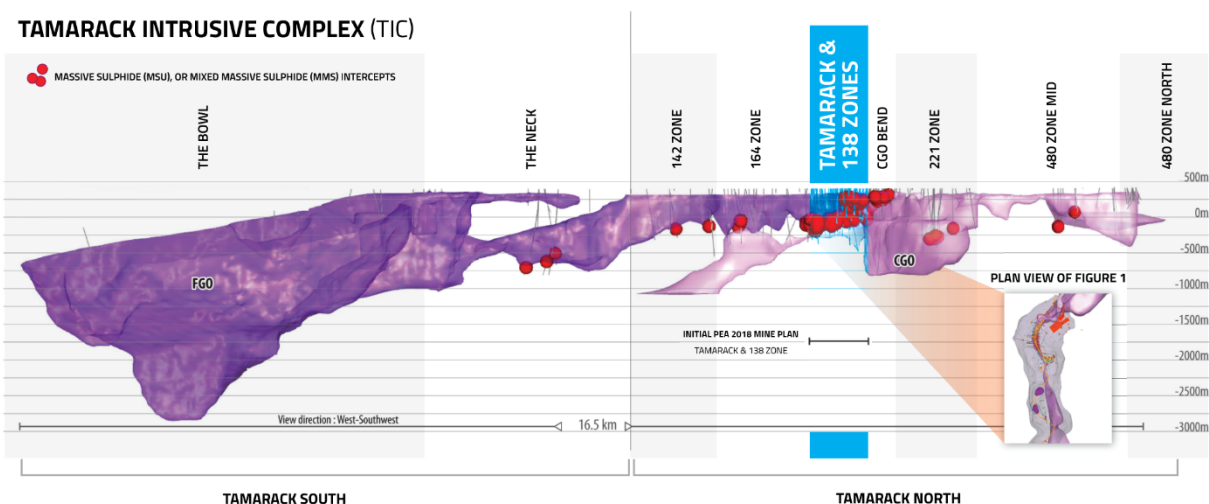 TAMARACK INTRUSIVE COMPLEX (TIC)
MASSIVE SULPHIDE (MSU), OR MIXED MASSIVE SULPHIDE (MMS) INTERCEPTS
THE BOWL
THE NECK
142 ZONE
164 ZONE
TAMARACK &
138 ZONES
CGO BEND
221 ZONE
480 ZONE MID
480 ZONE NORTH
500m
0m
-500m
-1000m
-1500m
-2000m
-2500m
-3000m
FGO
CGO
PLAN VIEW OF FIGURE 1
INITIAL PEA 2018 MINE PLAN
TAMARACK & 138 ZONE
View direction : West-Southwest
16.5 km
TAMARACK SOUTH
TAMARACK NORTH